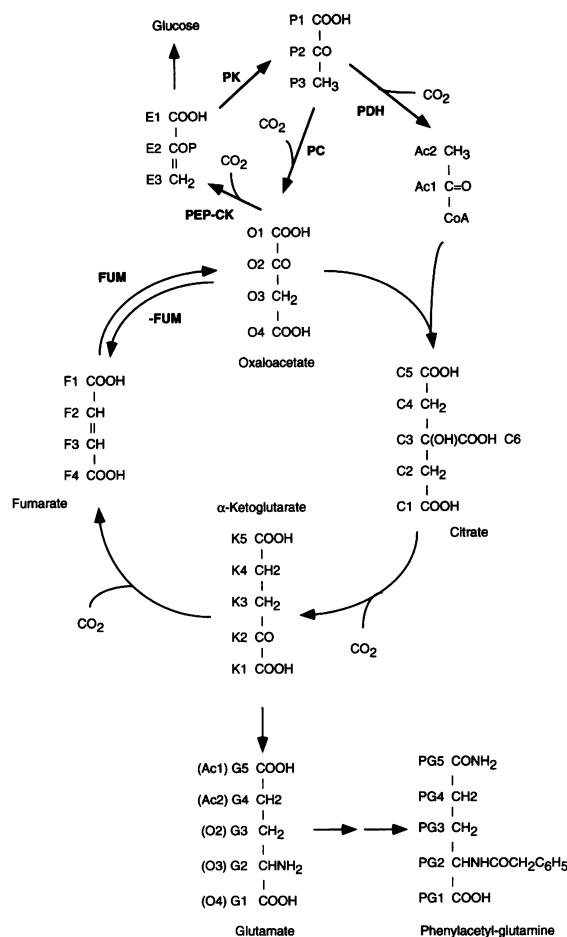 Glucose
P1 COOH
P2 CO
P3 CH3
PK
PDH
CO2
E1 COOH
E2 COP
E3 CH2
CO2
PC
CO2
PEP-CK
Ac2 CH3
Ac1 C=O
CoA
O1 COOH
O2 CO
O3 CH2
O4 COOH
Oxaloacetate
FUM
-FUM
F1 COOH
F2 CH
F3 CH
F4 COOH
Fumarate
C5 COOH
C4 CH2
C3 C(OH)COOH C6
C2 CH2
C1 COOH
Citrate
α-Ketoglutarate
K5 COOH
K4 CH2
K3 CH2
K2 CO
K1 COOH
CO2
CO2
(Ac1) G5 COOH
(Ac2) G4 CH2
(O2) G3 CH2
(O3) G2 CHNH2
(O4) G1 COOH
Glutamate
PG5 CONH2
PG4 CH2
PG3 CH2
PG2 CHNHCOCH2C6H5
PG1 COOH
Phenylacetyl-glutamine